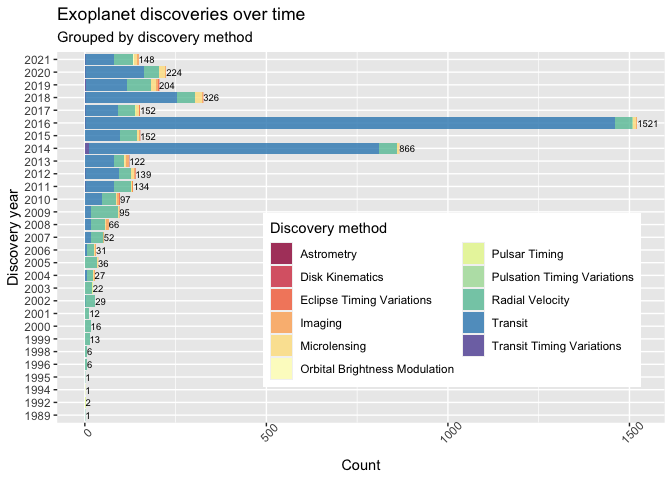 Exoplanet discoveries over time
Grouped by discovery method
Discovery year
2021 148
2020 224
2019 204
2018 326
2017 152
2016 1521
2015 152
2014 866
2013 122
2012 139
2011 134
2010 97
2009 95
2008 66
2007 52
2006 31
2005 36
2004 27
2003 22
2002 29
2001 12
2000 16
1999 13
1998 6
1996 6
1995 1
1994 1
1992 2
1989 1
Discovery method
Astrometry
Disk Kinematics
Eclipse Timing Variations
Imaging
Microlensing
Orbital Brightness Modulation
Pulsar Timing
Pulsation Timing Variations
Radial Velocity
Transit
Transit Timing Variations
0 500 1000 1500
Count